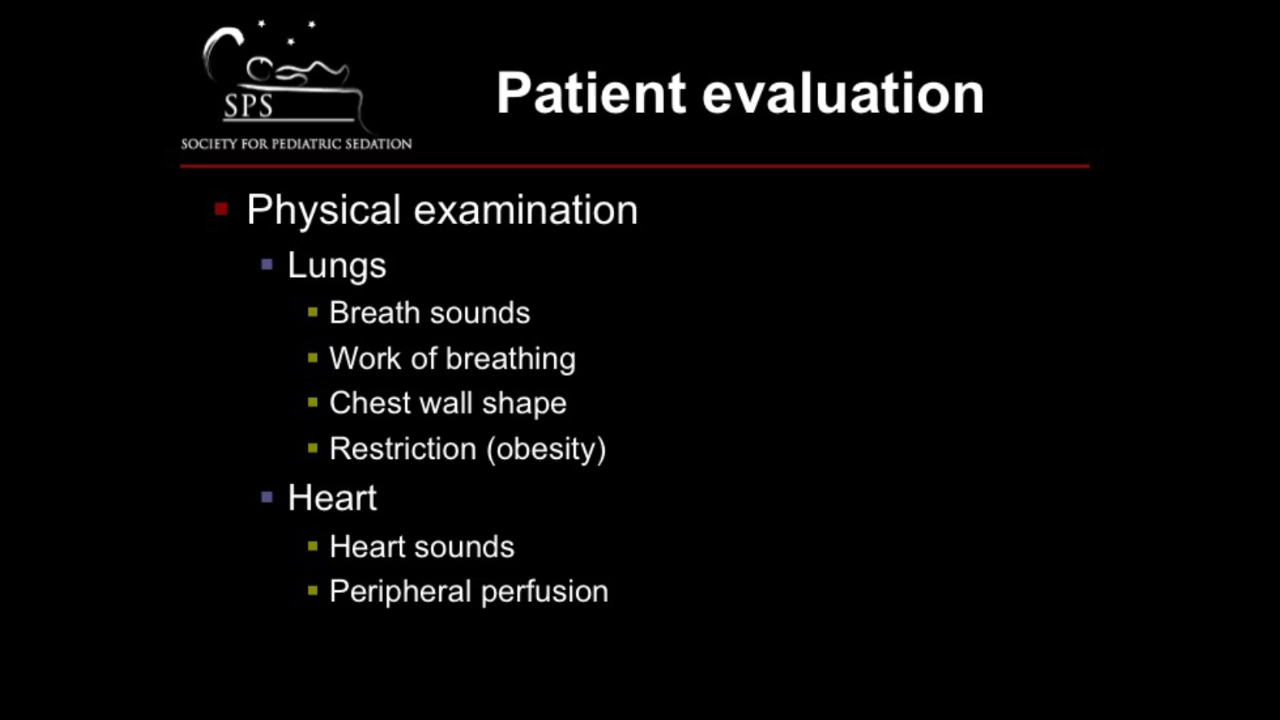 SPS
SOCIETY FOR PEDIATRIC SEDATION
Patient evaluation
Physical examination
Lungs
Breath sounds
Work of breathing
Chest wall shape
Restriction (obesity)
Heart
Heart sounds
Peripheral perfusion